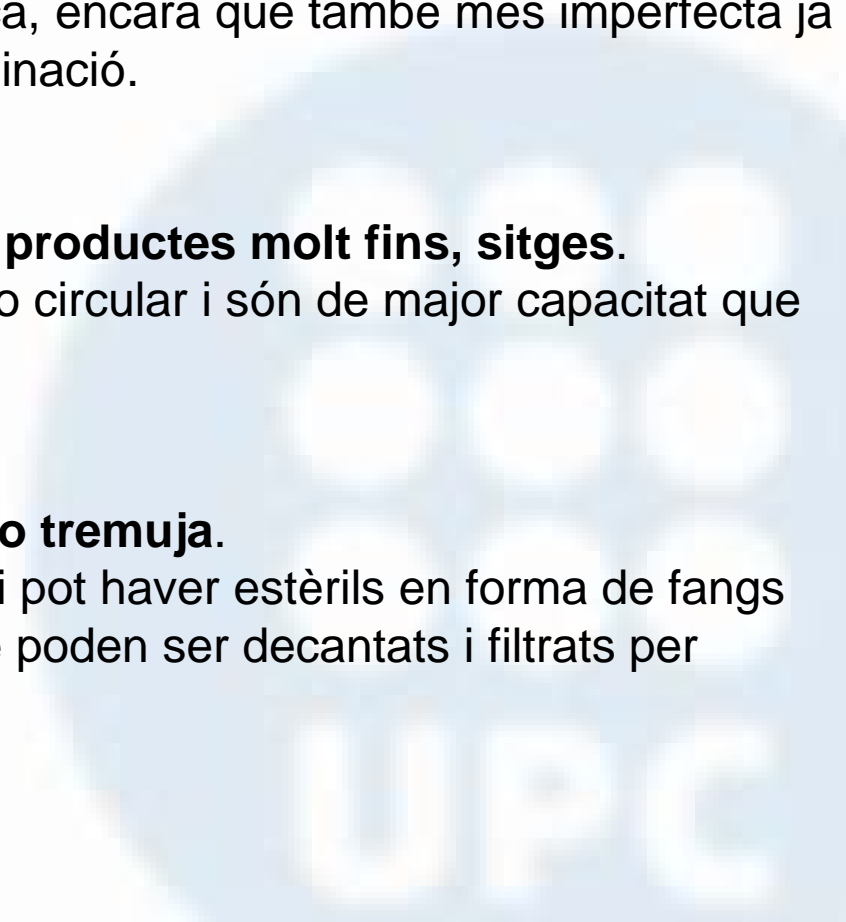 ca, encara que també més imperfecta ja
inació.
productes molt fins, sitges.
o circular i són de major capacitat que
o tremuja.
i pot haver estèrils en forma de fangs
poden ser decantats i filtrats per
UPC